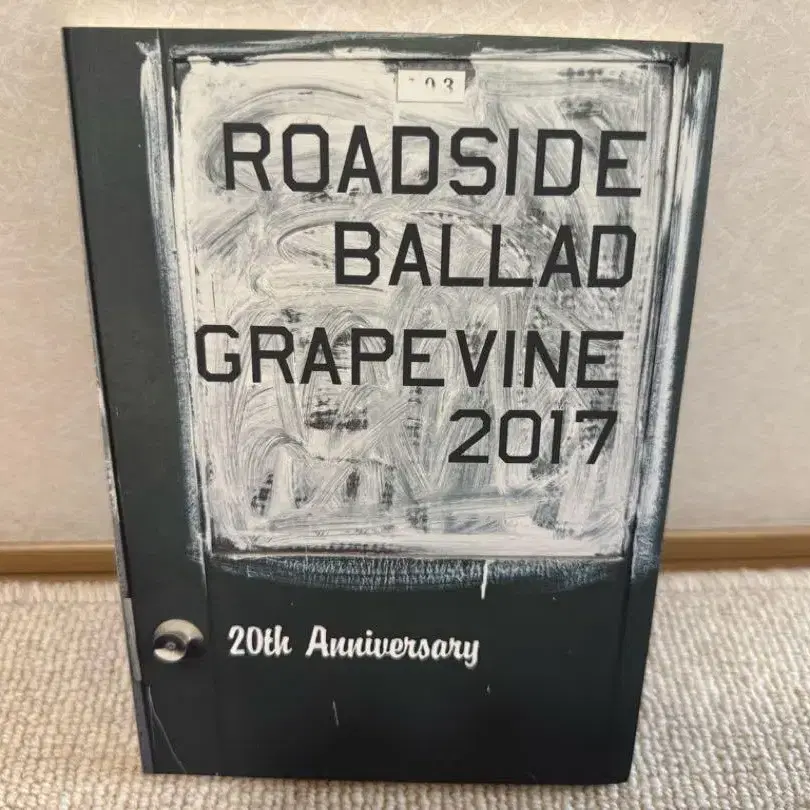 ROADSIDE
BALLAD
GRAPEVINE
2017
20th Anniversary